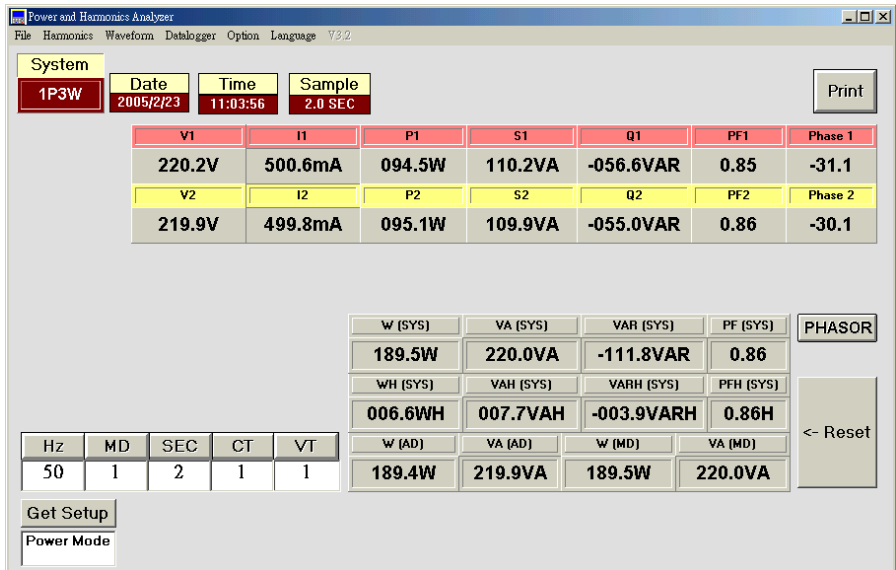 Power and Harmonics Analyzer
File Harmonics Waveform Datalogger Option Language V3.2
System
1P3W
Date Time Sample
2005/2/23 11:03:56 2.0 SEC
Print
V1 I1 P1 S1 Q1 PF1 Phase 1
220.2V 500.6mA 094.5W 110.2VA -056.6VAR 0.85 -31.1
V2 I2 P2 S2 Q2 PF2 Phase 2
219.9V 499.8mA 095.1W 109.9VA -055.0VAR 0.86 -30.1
W (SYS) VA (SYS) VAR (SYS) PF (SYS) PHASOR
189.5W 220.0VA -111.8VAR 0.86
WH (SYS) VAH (SYS) VARH (SYS) PFH (SYS)
006.6WH 007.7VAH -003.9VARH 0.86H
<- Reset
Hz MD SEC CT VT W (AD) VA (AD) W (MD) VA (MD)
50 1 2 1 1 189.4W 219.9VA 189.5W 220.0VA
Get Setup
Power Mode